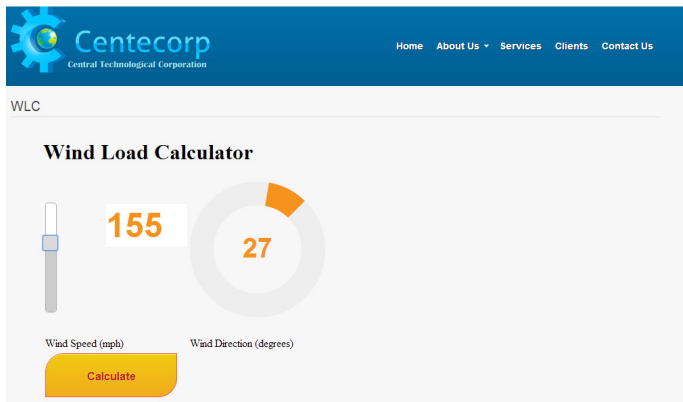 Centecorp
Central Technological Corporation
Home About Us Services Clients Contact Us
WLC
Wind Load Calculator
155
27
Wind Speed (mph) Wind Direction (degrees)
Calculate